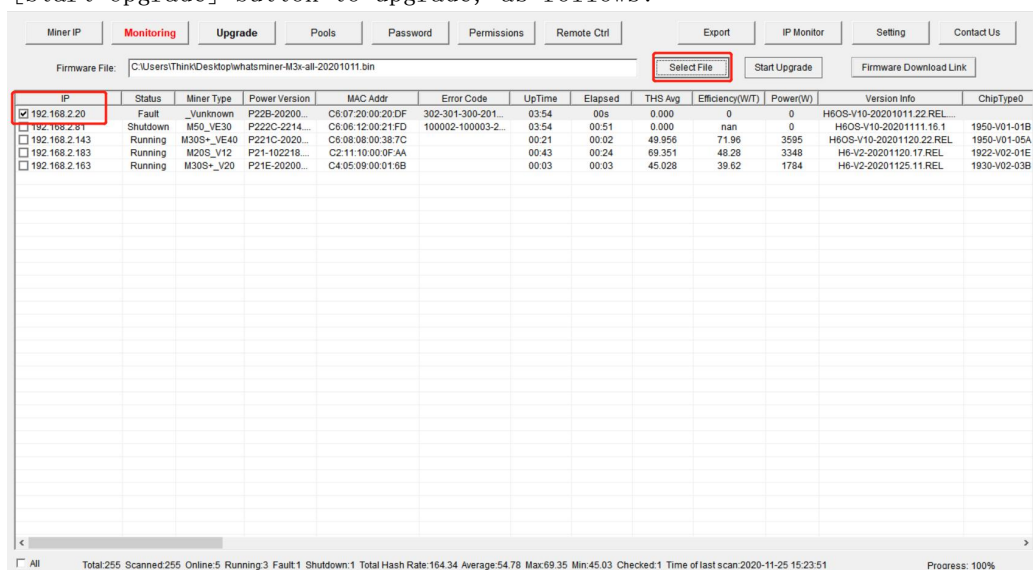 [Start Upgrade] button to upgrade, as follows:
Miner IP Monitoring Upgrade Pools Password Permissions Remote Ctrl Export IP Monitor Setting Contact Us
Firmware File: C:\Users\Think\Desktop\whatsminer-M3x-all-20201011.bin Select File Start Upgrade Firmware Download Link
IP Status Miner Type Power Version MAC Addr Error Code UpTime Elapsed THS Avg Efficiency(W/T) Power(W) Version Info ChipType0
192.168.2.20 Fault _Vunknown P22B-20200... C6:07:20:00:20:DF 302-301-300-201... 03:54 00s 0.000 0 0 H6OS-V10-20201011.22.REL....
192.168.2.81 Shutdown M50_VE30 P222C-2214.... C6:06:12:00:21:FD 100002-100003-2... 03:54 00:51 0.000 nan 0 H6OS-V10-20201111.16.1 1950-V01-01B
192.168.2.143 Running M30S+_VE40 P221C-2020... C6:08:08:00:38:7C 00:21 00:02 49.956 71.96 3595 H6OS-V10-20201120.22.REL 1950-V01-05A
192.168.2.183 Running M20S_V12 P21-102218.... C2:11:10:00:0F:AA 00:43 00:24 69.351 48.28 3348 H6-V2-20201120.17.REL 1922-V02-01E
192.168.2.163 Running M30S+_V20 P21E-20200... C4:05:09:00:01:6B 00:03 00:03 45.028 39.62 1784 H6-V2-20201125.11.REL 1930-V02-03B
All Total:255 Scanned:255 Online:5 Running:3 Fault:1 Shutdown:1 Total Hash Rate:164.34 Average:54.78 Max:69.35 Min:45.03 Checked:1 Time of last scan:2020-11-25 15:23:51 Progress: 100%